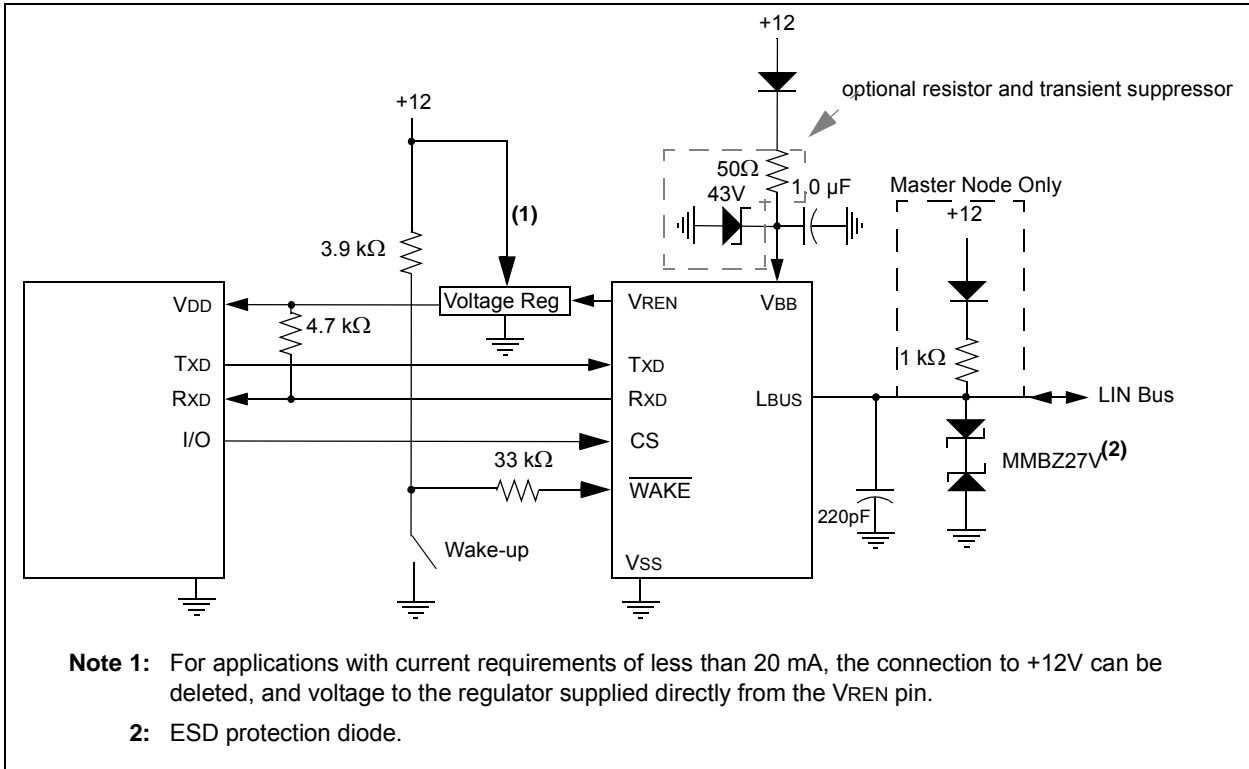 +12
optional resistor and transient suppressor
+12
50Ω
1.0 µF
43V
Master Node Only
+12
(1)
3.9 kΩ
VDD
Voltage Reg
VREN
VBB
4.7 kΩ
1 kΩ
TXD
TXD
RXD
RXD
LBUS
LIN Bus
I/O
CS
33 kΩ
MMBZ27V(2)
WAKE
220pF
Wake-up
VSS
Note 1: For applications with current requirements of less than 20 mA, the connection to +12V can be
deleted, and voltage to the regulator supplied directly from the VREN pin.
2: ESD protection diode.